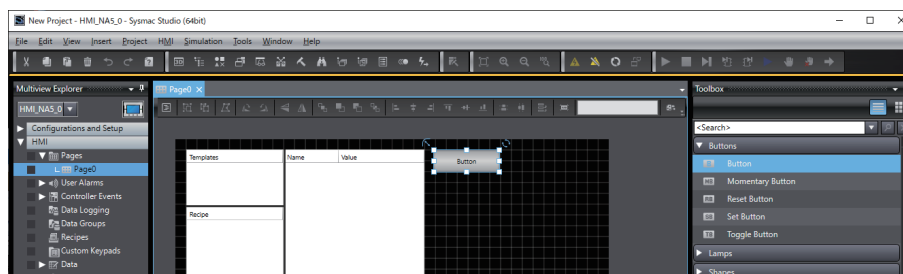 New Project - HMI_NA5_0 - Sysmac Studio (64bit)
File Edit View Insert Project HMI Simulation Tools Window Help
Multiview Explorer
Page0
Toolbox
HMI_NA5_0
<Search>
Configurations and Setup
HMI
Buttons
Pages
Page0
Templates
Name Value
Button
Button
User Alarms
Momentary Button
Controller Events
Reset Button
Data Logging
Data Groups
Recipe
Set Button
Recipes
Toggle Button
Custom Keypads
Lamps
Data
Shapes